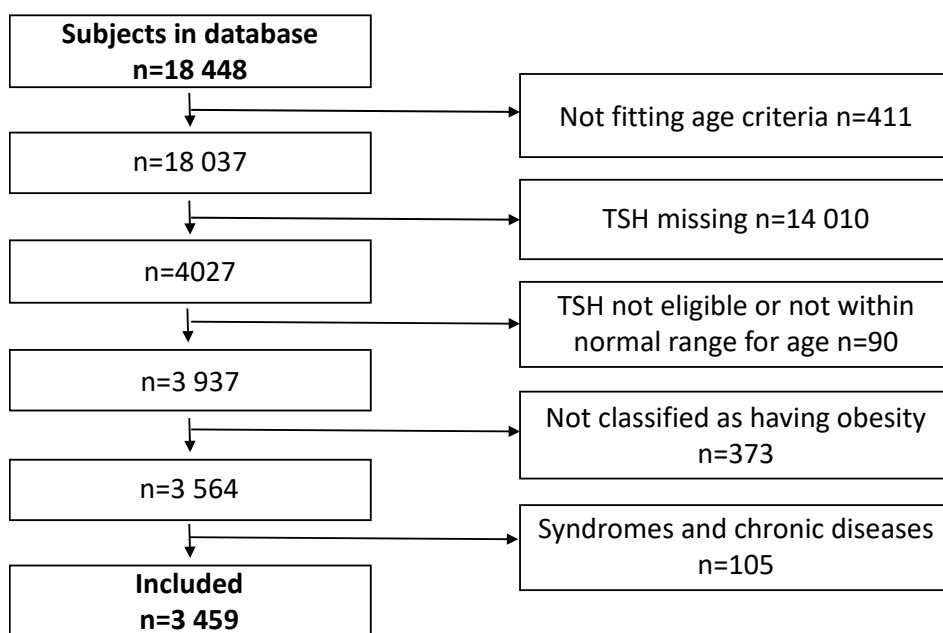 Subjects in database
n=18 448
Not fitting age criteria n=411
n=18 037
TSH missing n=14 010
n=4027
TSH not eligible or not within
normal range for age n=90
n=3 937
Not classified as having obesity
n=373
n=3 564
Syndromes and chronic diseases
n=105
Included
n=3 459